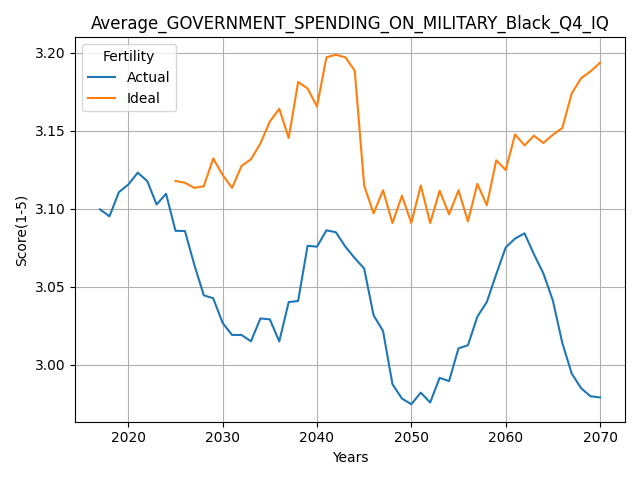 Average_GOVERNMENT_SPENDING_ON_MILITARY_Black_Q4_IQ
Fertility
Actual
Ideal
Score(1-5)
3.20
3.15
3.10
3.05
3.00
2020 2030 2040 2050 2060 2070
Years